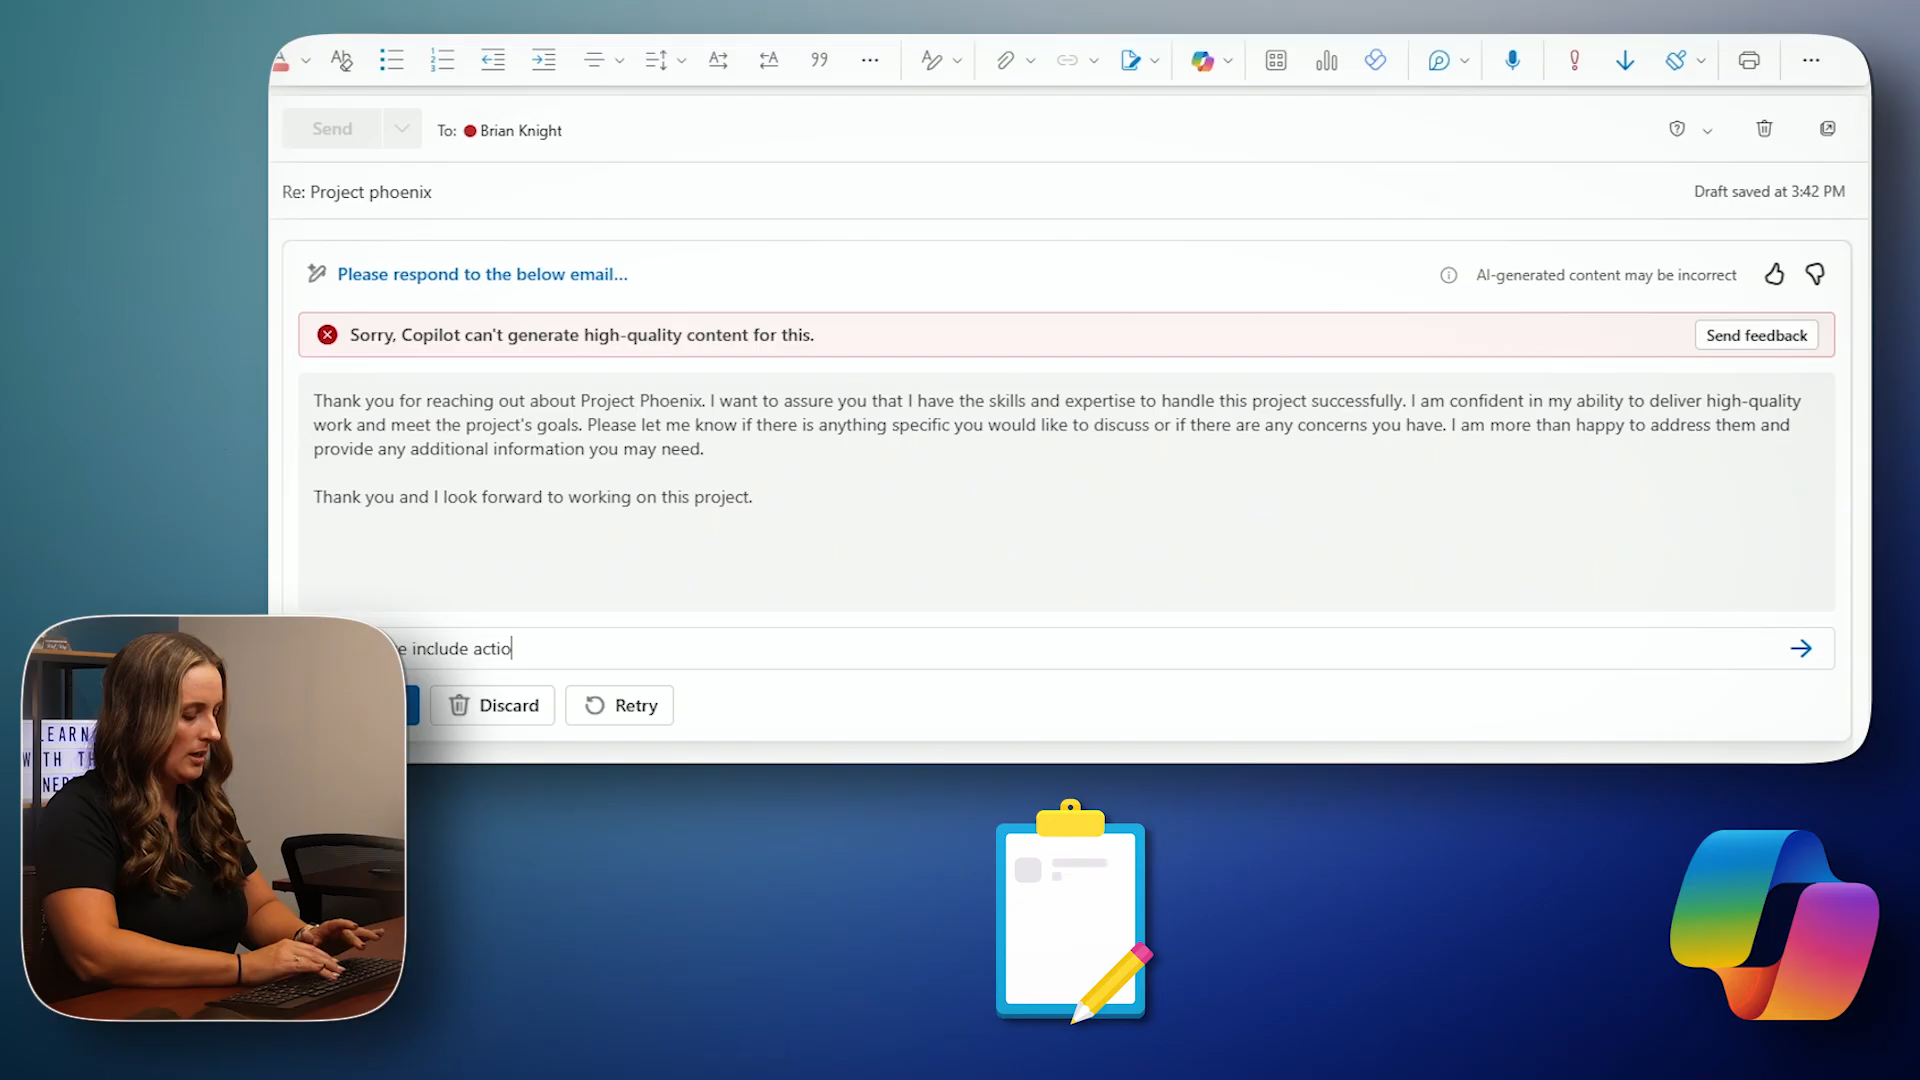 Send
To: Brian Knight
Re: Project phoenix
Draft saved at 3:42 PM
Please respond to the below email...
AI-generated content may be incorrect
Sorry, Copilot can't generate high-quality content for this.
Send feedback
Thank you for reaching out about Project Phoenix. I want to assure you that I have the skills and expertise to handle this project successfully. I am confident in my ability to deliver high-quality
work and meet the project's goals. Please let me know if there is anything specific you would like to discuss or if there are any concerns you have. I am more than happy to address them and
provide any additional information you may need.
Thank you and I look forward to working on this project.
e include actio
Discard
Retry
LEARN
WITH TH
NER